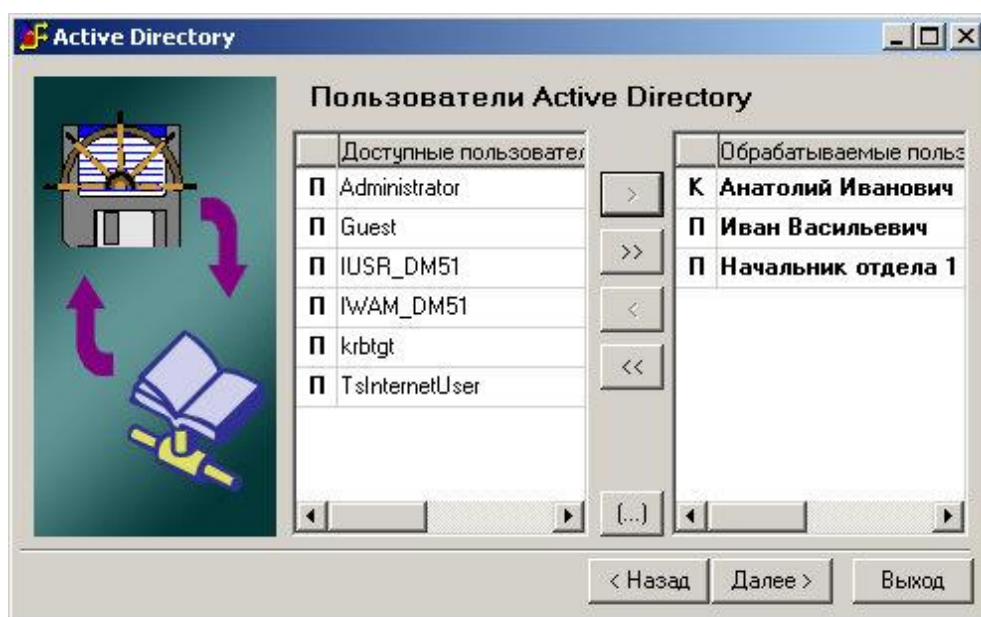 Active Directory
Пользователи Active Directory
Доступные пользовател
П Administrator
П Guest
П IUSR_DM51
П IWAM_DM51
П krbtgt
П TsInternetUser
>
>>
<
<<
(...)
Обрабатываемые польз
К Анатолий Иванович
П Иван Васильевич
П Начальник отдела 1
< Назад
Далее >
Выход